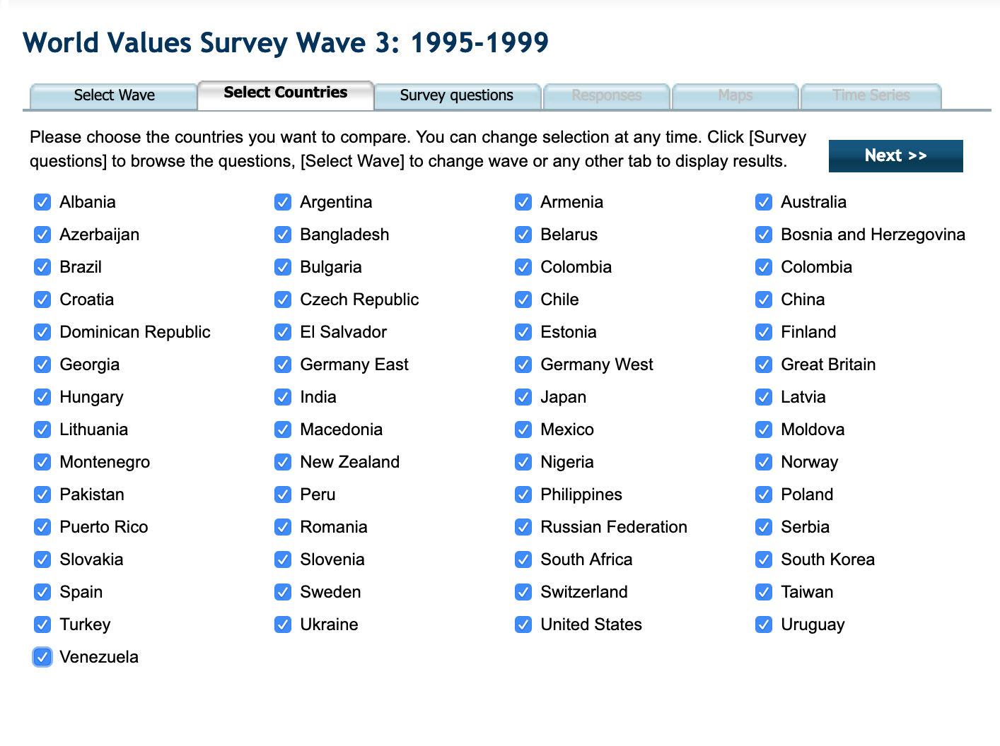 World Values Survey Wave 3: 1995-1999
Select Wave Select Countries Survey questions Responses Maps Time Series
Please choose the countries you want to compare. You can change selection at any time. Click [Survey
questions] to browse the questions, [Select Wave] to change wave or any other tab to display results.
Next >>
Albania Argentina Armenia Australia
Azerbaijan Bangladesh Belarus Bosnia and Herzegovina
Brazil Bulgaria Colombia Colombia
Croatia Czech Republic Chile China
Dominican Republic El Salvador Estonia Finland
Georgia Germany East Germany West Great Britain
Hungary India Japan Latvia
Lithuania Macedonia Mexico Moldova
Montenegro New Zealand Nigeria Norway
Pakistan Peru Philippines Poland
Puerto Rico Romania Russian Federation Serbia
Slovakia Slovenia South Africa South Korea
Spain Sweden Switzerland Taiwan
Turkey Ukraine United States Uruguay
Venezuela